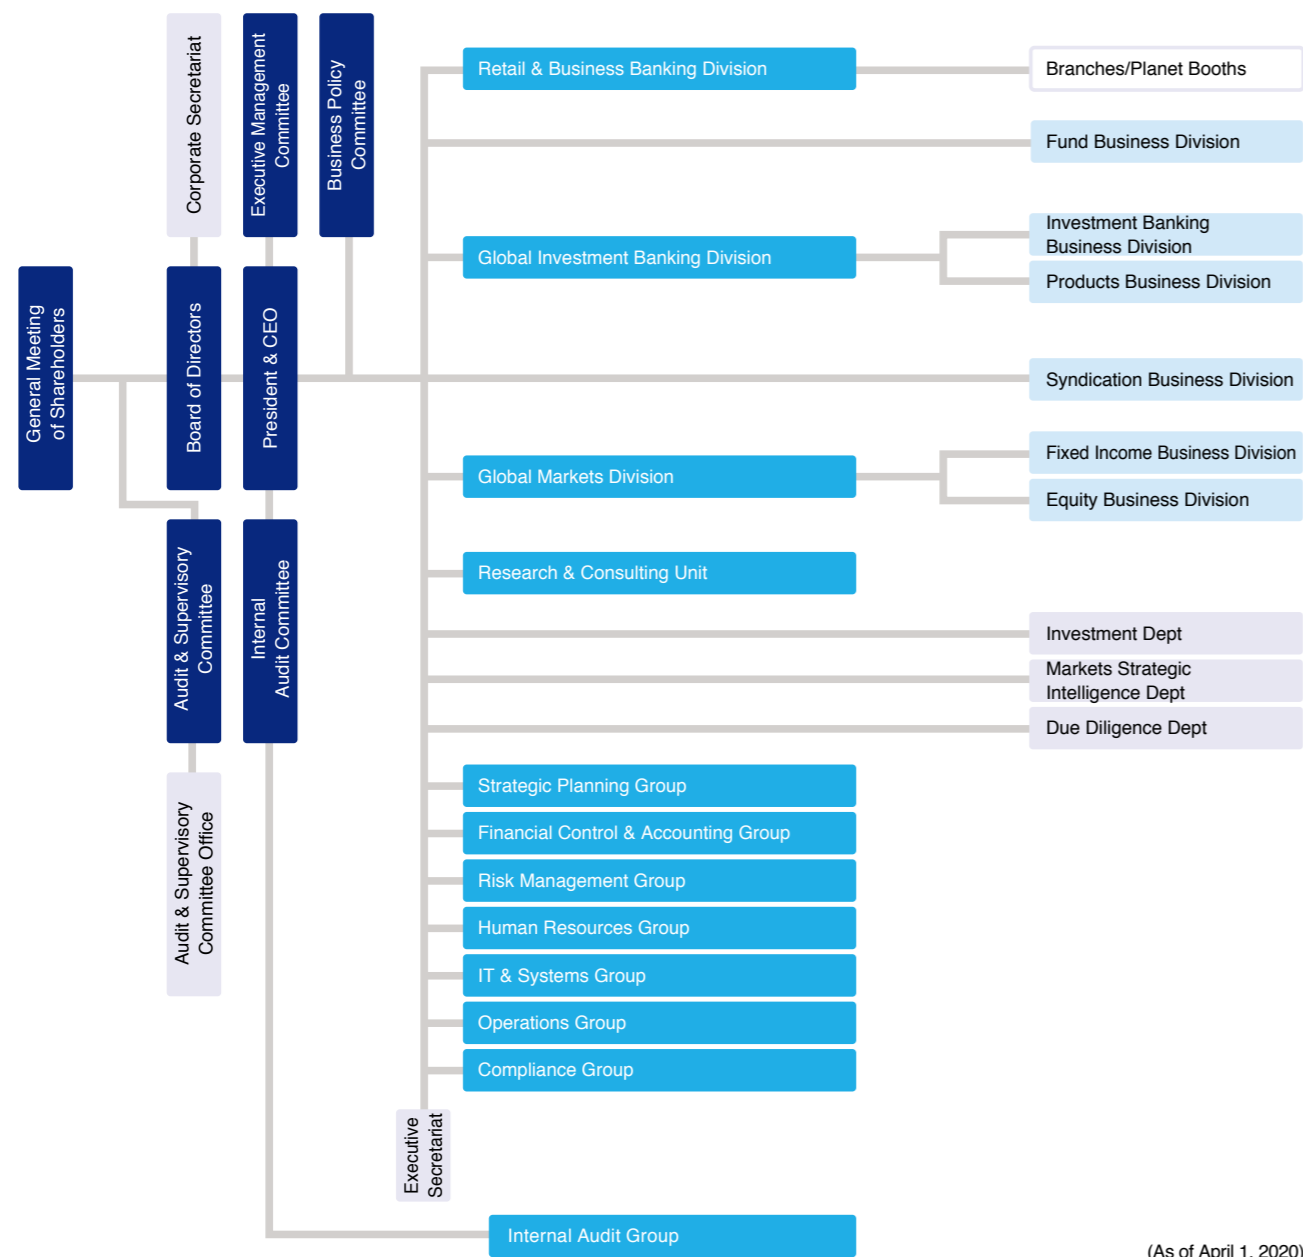 General Meeting
of Shareholders
Corporate Secretariat
Board of Directors
Audit & Supervisory
Committee
Audit & Supervisory
Committee Office
Executive Management
Committee
President & CEO
Internal
Audit Committee
Business Policy
Committee
Retail & Business Banking Division
Branches/Planet Booths
Fund Business Division
Global Investment Banking Division
Investment Banking
Business Division
Products Business Division
Syndication Business Division
Global Markets Division
Fixed Income Business Division
Equity Business Division
Research & Consulting Unit
Investment Dept
Markets Strategic
Intelligence Dept
Due Diligence Dept
Strategic Planning Group
Financial Control & Accounting Group
Risk Management Group
Human Resources Group
IT & Systems Group
Operations Group
Compliance Group
Executive
Secretariat
Internal Audit Group
(As of April 1, 2020)